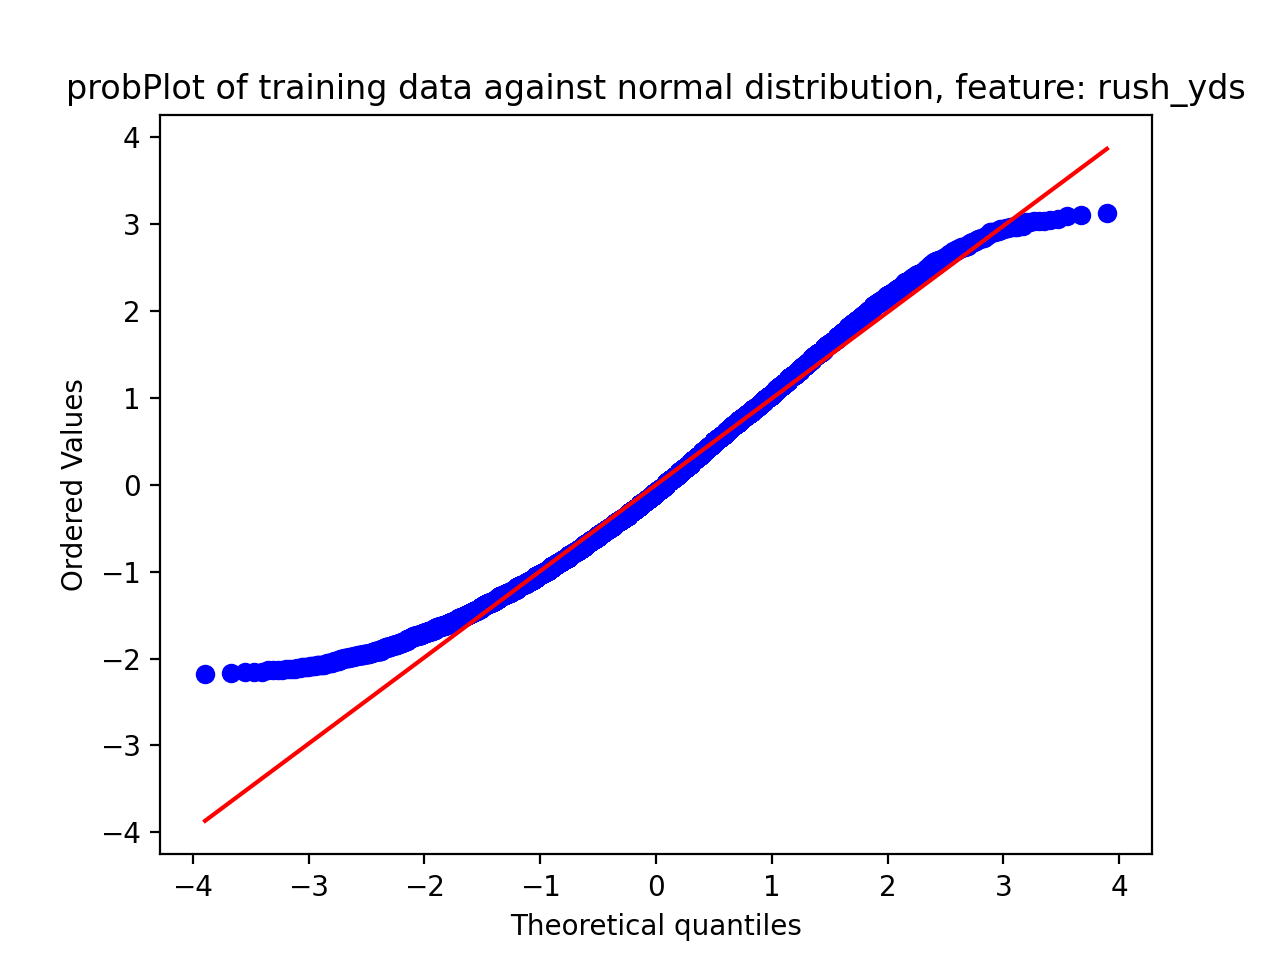 probPlot of training data against normal distribution, feature: rush_yds
4
3
2
1
0
−1
−2
−3
−4
Ordered Values
−4 −3 −2 −1 0 1 2 3 4
Theoretical quantiles